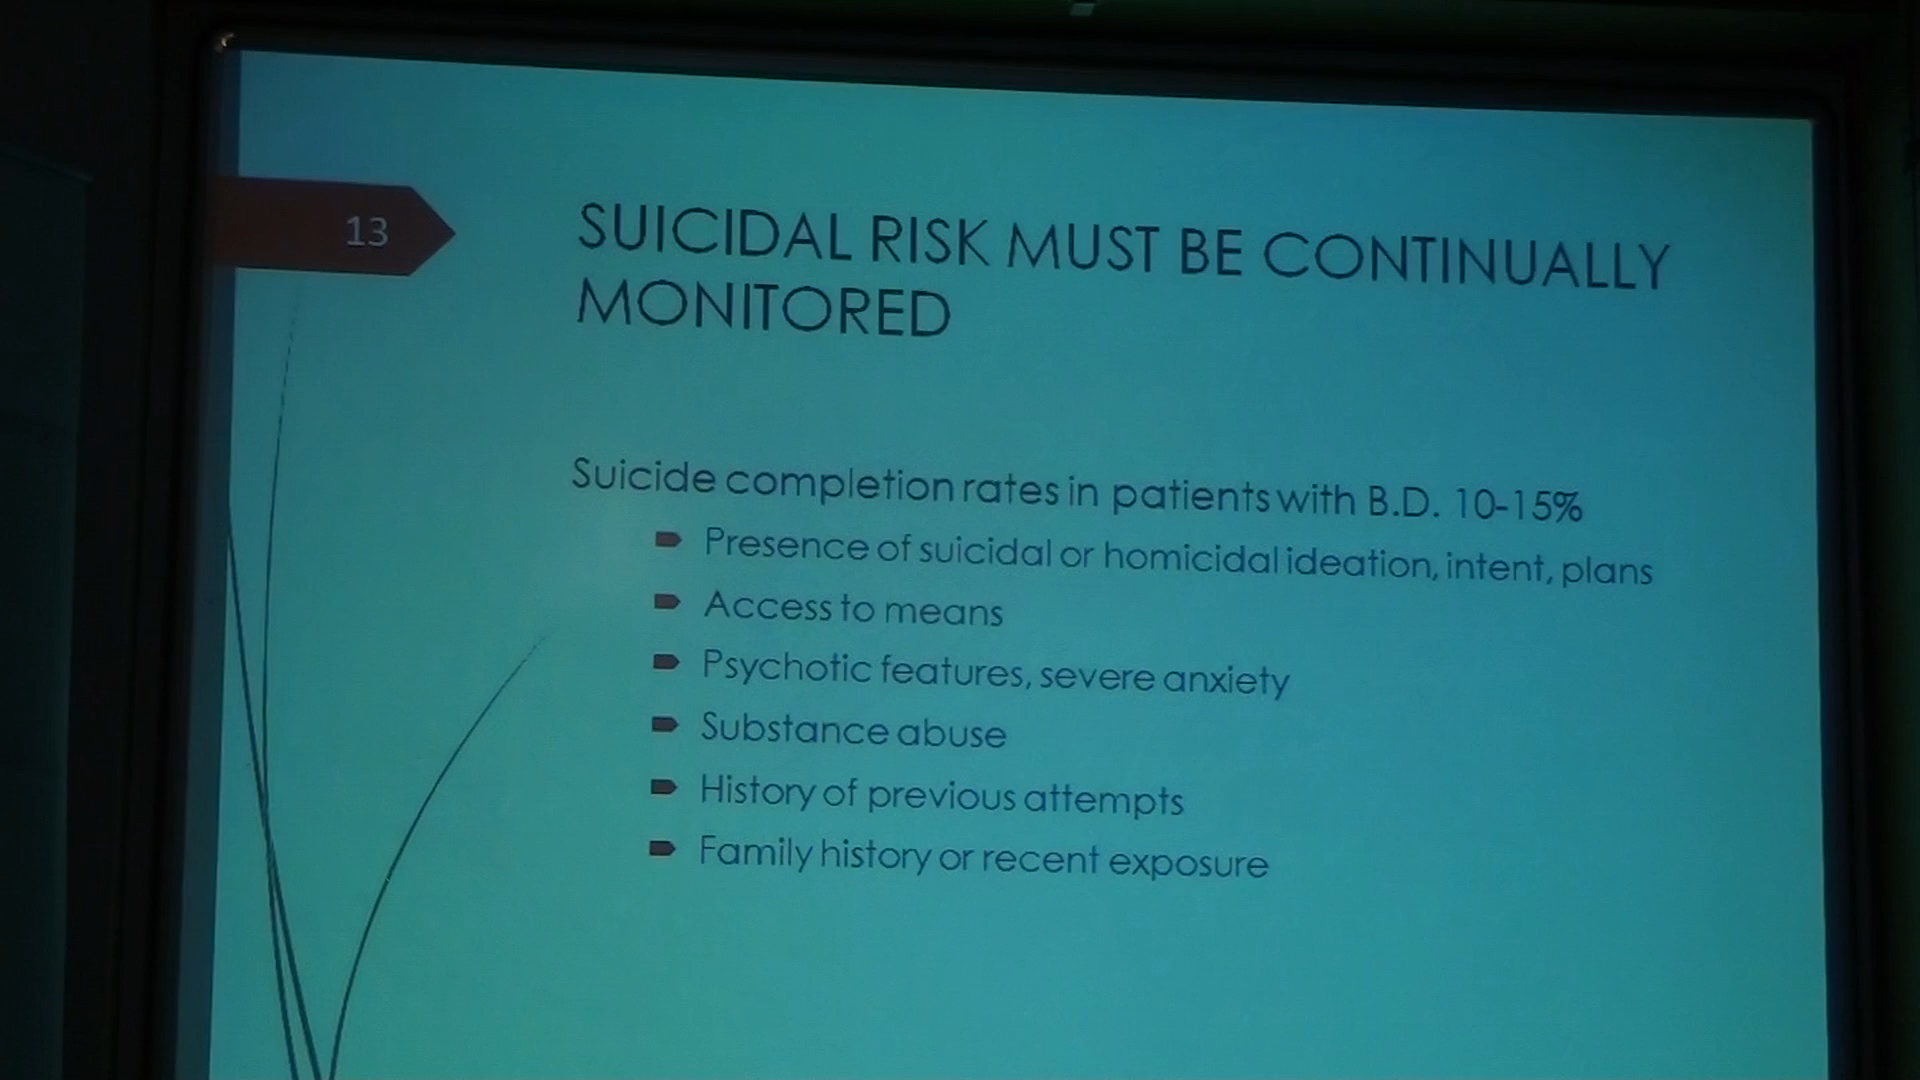 13
SUICIDAL RISK MUST BE CONTINUALLY
MONITORED
Suicide completion rates in patients with B.D. 10-15%
Presence of suicidal or homicidal ideation, intent, plans
Access to means
Psychotic features, severe anxiety
Substance abuse
History of previous attempts
Family history or recent exposure